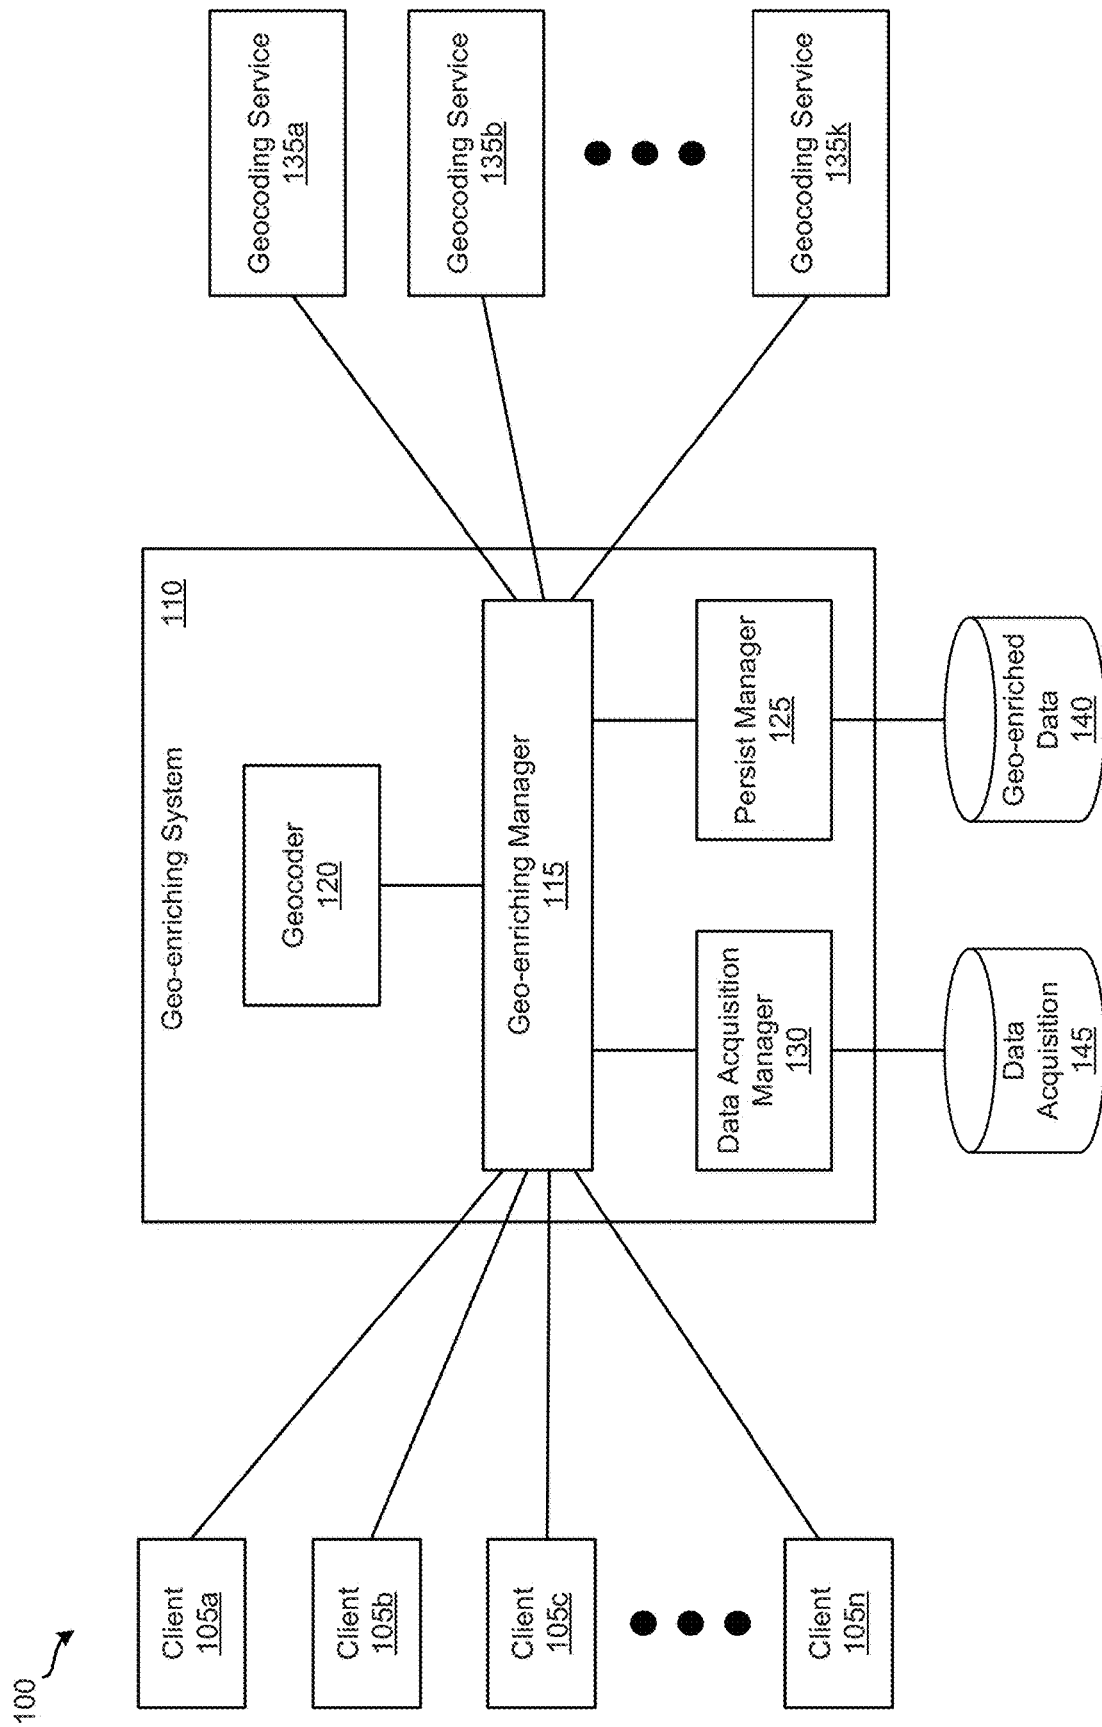 100
Client
105a
Client
105b
Client
105c
Client
105n
Geo-enriching System
110
Geocoder
120
Geo-enriching Manager
115
Data Acquisition
Manager
130
Persist Manager
125
Data
Acquisition
145
Geo-enriched
Data
140
Geocoding Service
135a
Geocoding Service
135b
Geocoding Service
135k